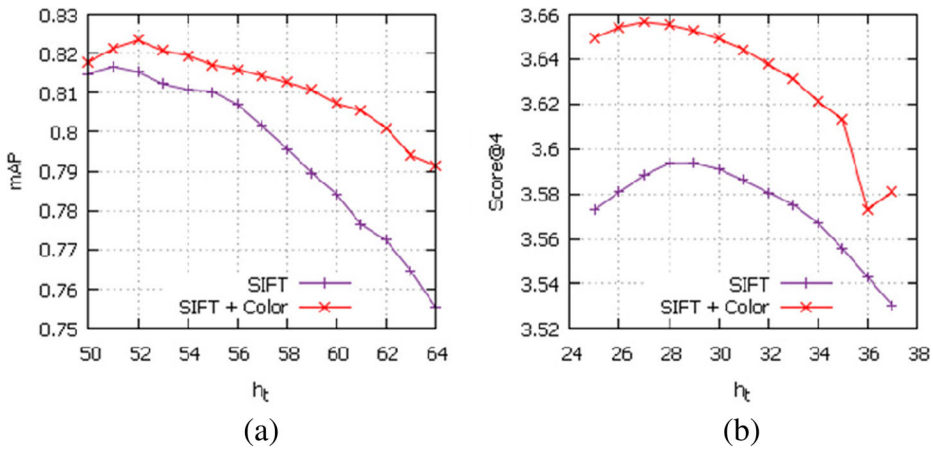 0.83
0.82
0.81
0.8
0.79
0.78
0.77
0.76
0.75
mAP
SIFT
SIFT + Color
50 52 54 56 58 60 62 64
hₜ
(a)
3.66
3.64
3.62
3.6
3.58
3.56
3.54
3.52
Score@4
SIFT
SIFT + Color
24 26 28 30 32 34 36 38
hₜ
(b)